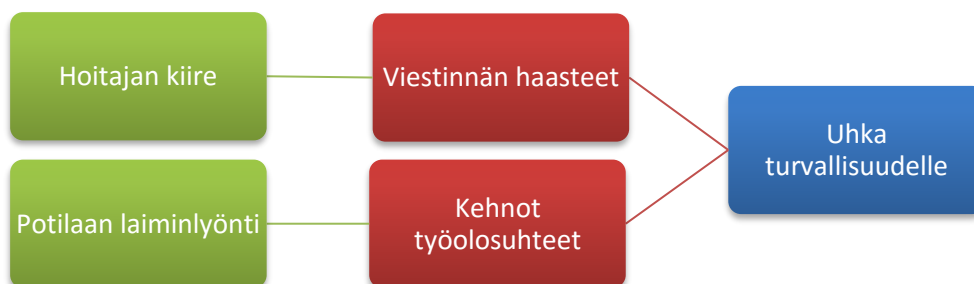 Hoitajan kiire
Viestinnän haasteet
Uhka
turvallisuudelle
Potilaan laiminlyönti
Kehnot
työolosuhteet